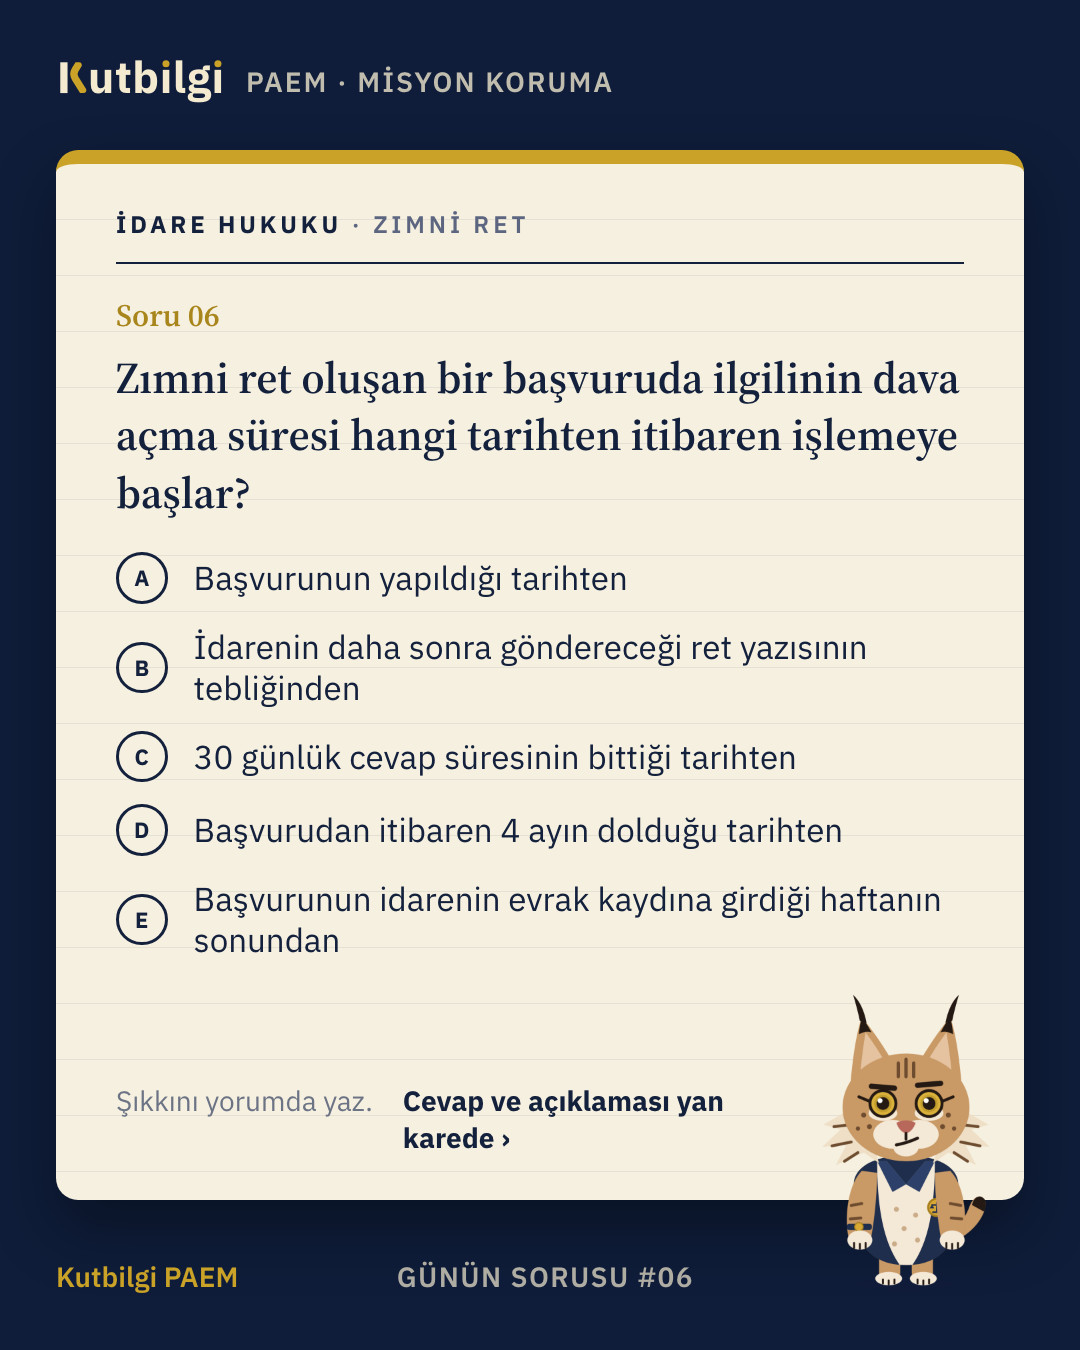 Kutbilgi PAEM · MİSYON KORUMA
İDARE HUKUKU · ZIMNİ RET
Soru 06
Zımni ret oluşan bir başvuruda ilgilinin dava
açma süresi hangi tarihten itibaren işlemeye
başlar?
A Başvurunun yapıldığı tarihten
B İdarenin daha sonra göndereceği ret yazısının
tebliğinden
C 30 günlük cevap süresinin bittiği tarihten
D Başvurudan itibaren 4 ayın dolduğu tarihten
E Başvurunun idarenin evrak kaydına girdiği haftanın
sonundan
Şıkkını yorumda yaz. Cevap ve açıklaması yan
karede ›
Kutbilgi PAEM GÜNÜN SORUSU #06